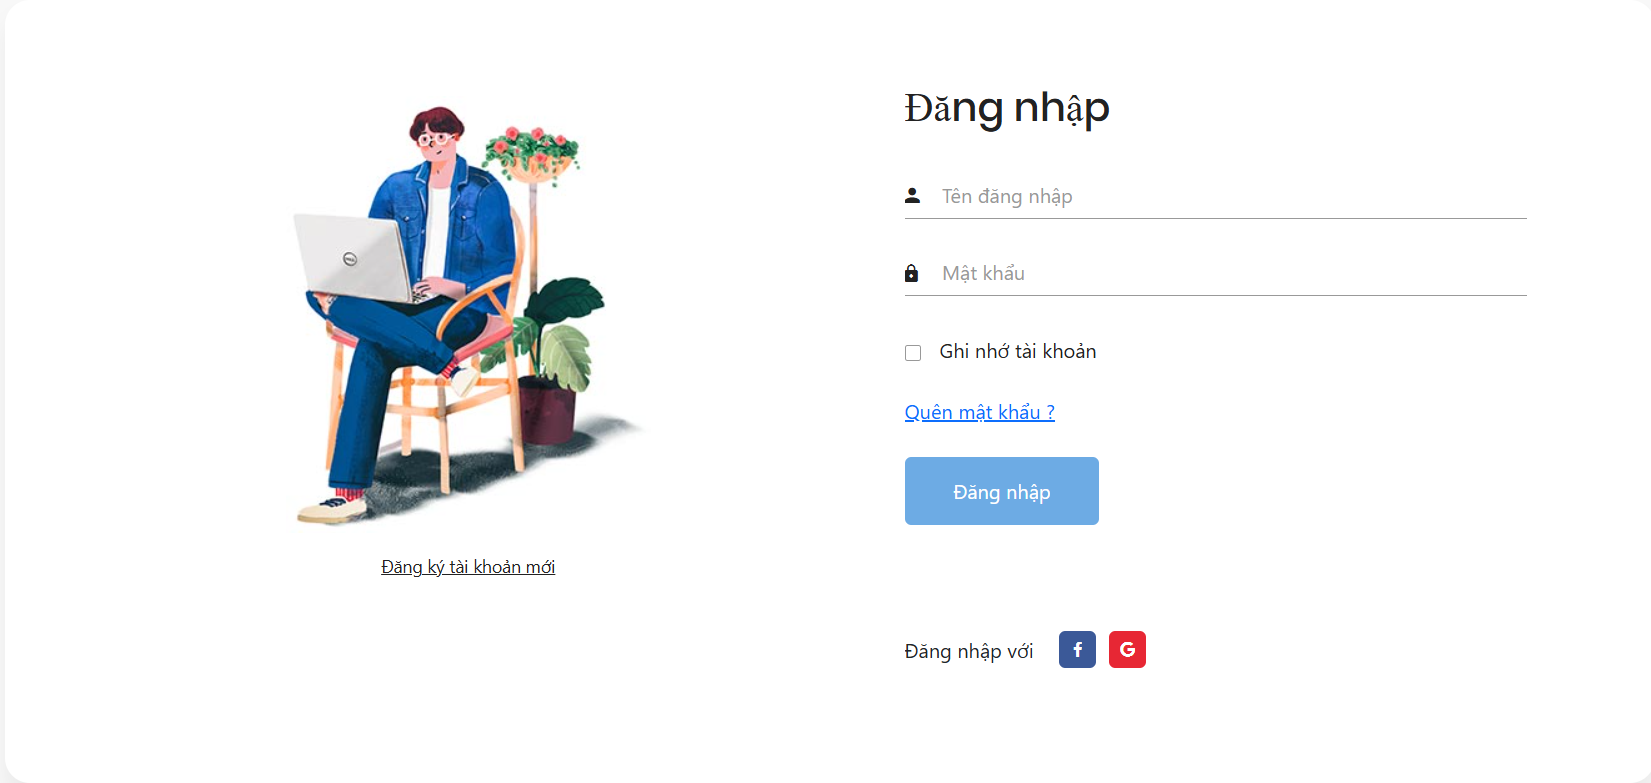 Đăng nhập
Tên đăng nhập
Mật khẩu
Ghi nhớ tài khoản
Quên mật khẩu ?
Đăng nhập
Đăng ký tài khoản mới
Đăng nhập với